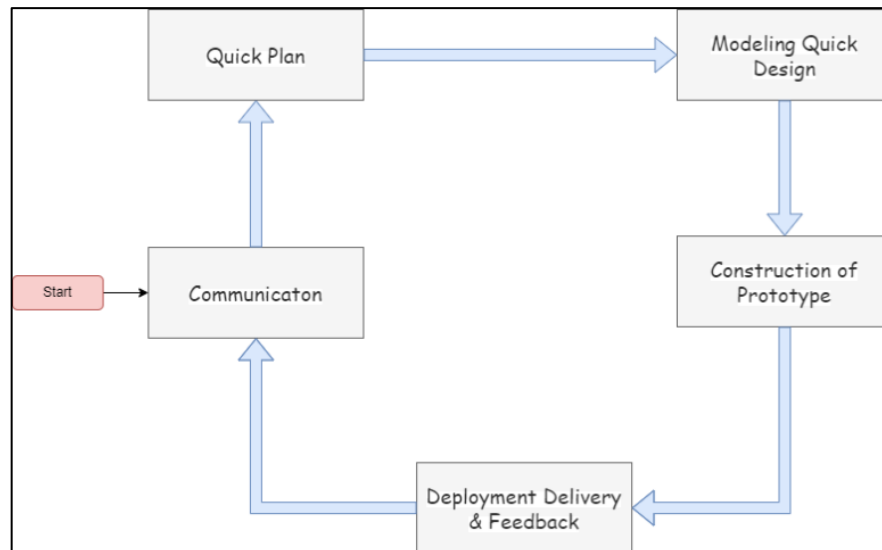 Quick Plan
Modeling Quick
Design
Start
Communicaton
Construction of
Prototype
Deployment Delivery
& Feedback